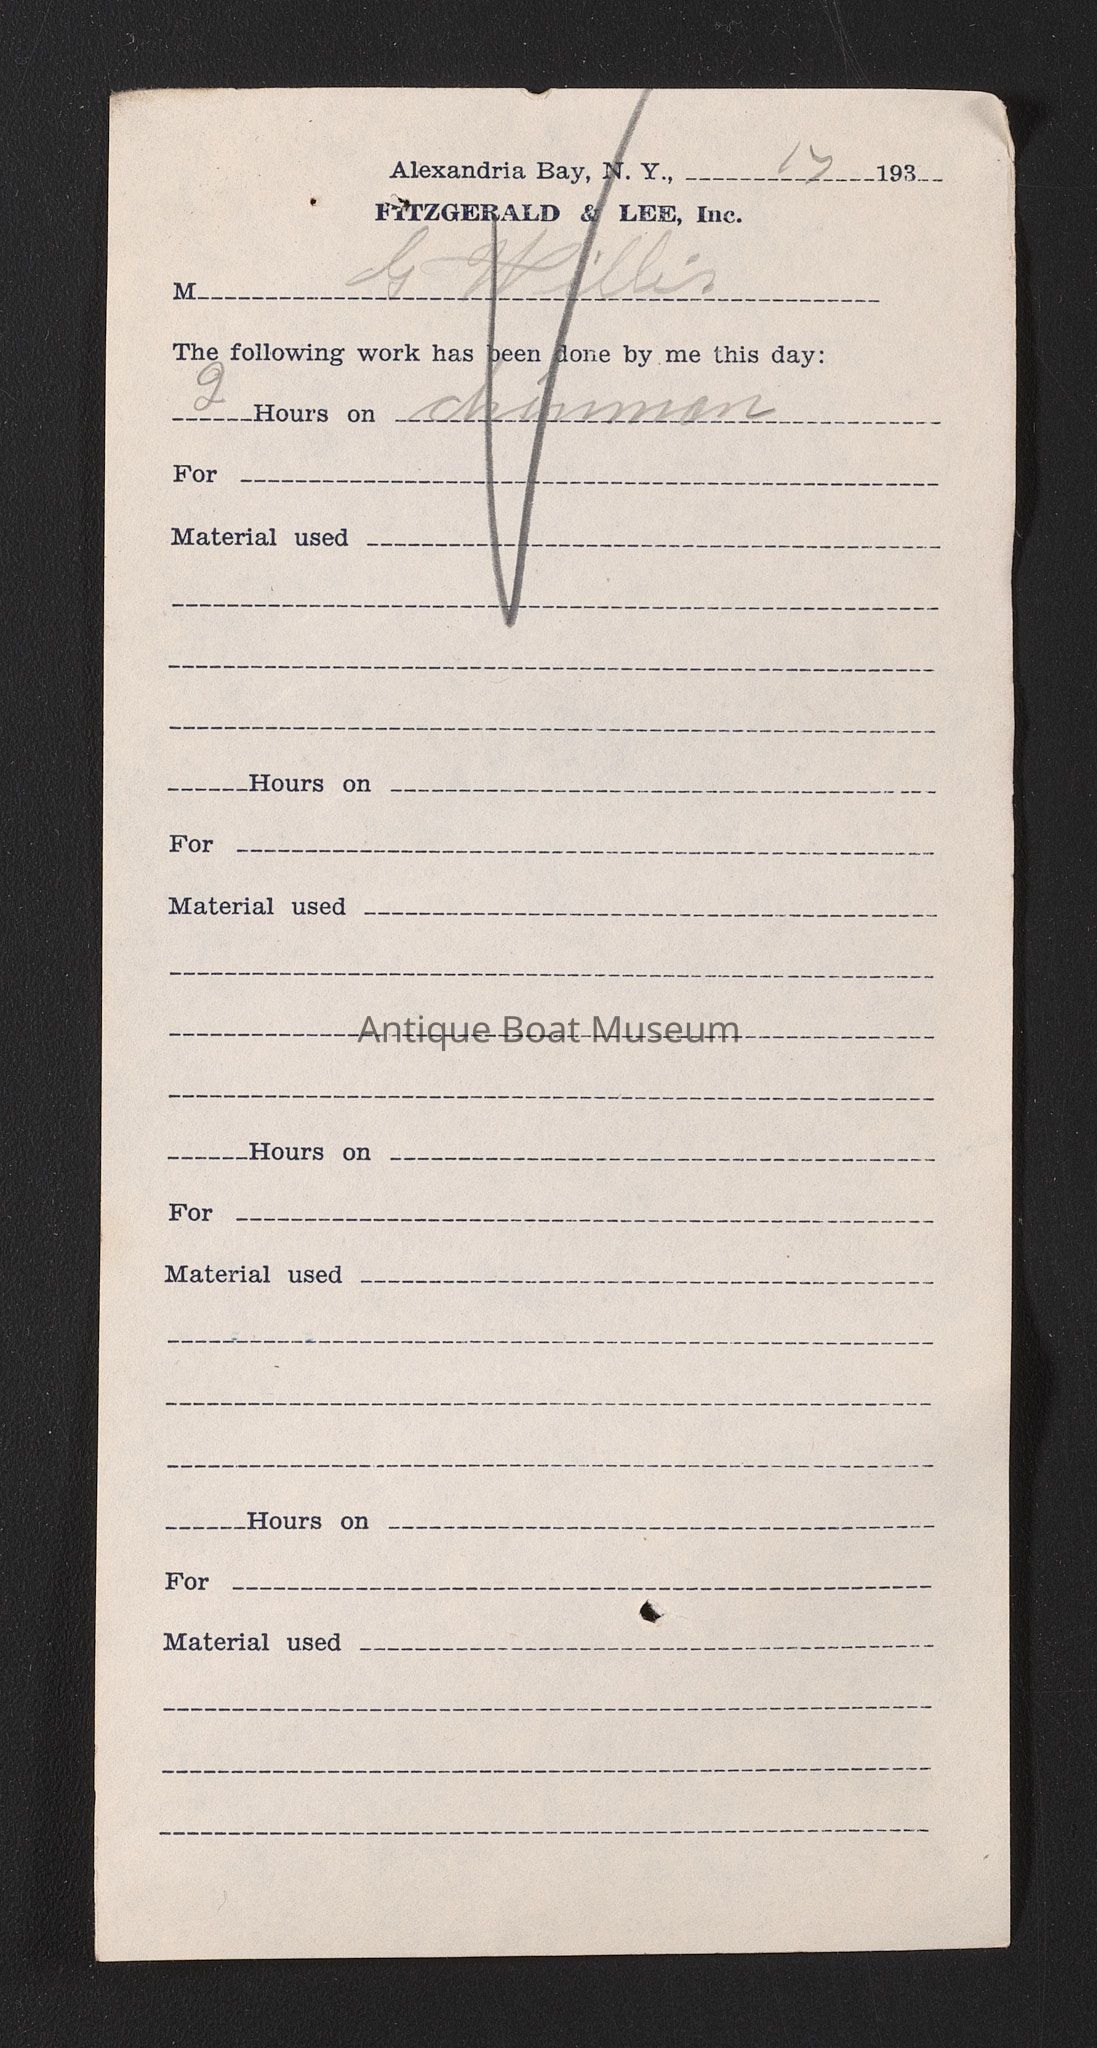 Alexandria Bay, N. Y., 17 193
FITZGERALD & LEE, Inc.
M G Willis
The following work has been done by me this day:
9 Hours on chinman
For
Material used
Hours on
For
Material used
Antique Boat Museum
Hours on
For
Material used
Hours on
For
Material used